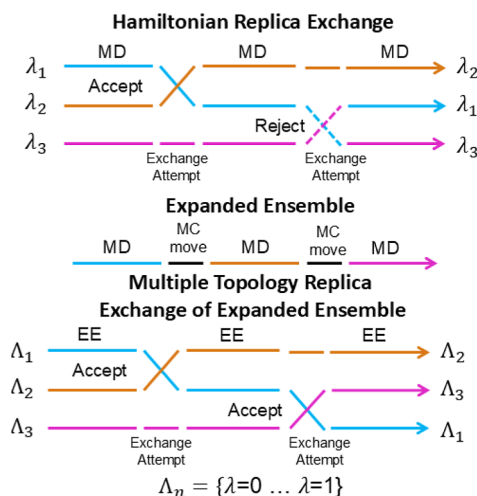 Hamiltonian Replica Exchange
MD MD MD
λ₁ λ₂
Accept
λ₂ λ₁
Reject
λ₃ λ₃
Exchange Exchange
Attempt Attempt
Expanded Ensemble
MC MC
MD move MD move MD
Multiple Topology Replica
Exchange of Expanded Ensemble
EE EE EE
Λ₁ Λ₂
Accept
Λ₂ Λ₃
Accept
Λ₃ Λ₁
Exchange Exchange
Attempt Attempt
Λₙ = {λ=0 … λ=1}